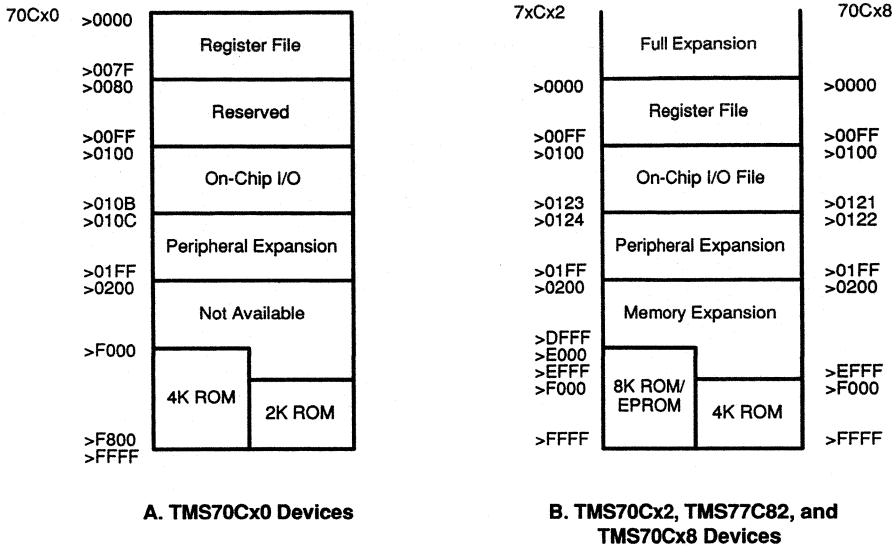 70Cx0
>0000
Register File
>007F
>0080
Reserved
>00FF
>0100
On-Chip I/O
>010B
>010C
Peripheral Expansion
>01FF
>0200
Not Available
>F000
4K ROM
2K ROM
>F800
>FFFF
A. TMS70Cx0 Devices
7xCx2
70Cx8
Full Expansion
>0000
>0000
Register File
>00FF
>00FF
>0100
>0100
On-Chip I/O File
>0123
>0121
>0124
>0122
Peripheral Expansion
>01FF
>01FF
>0200
>0200
Memory Expansion
>DFFF
>E000
>EFFF
>EFFF
>F000
>F000
8K ROM/
EPROM
4K ROM
>FFFF
>FFFF
B. TMS70Cx2, TMS77C82, and
TMS70Cx8 Devices